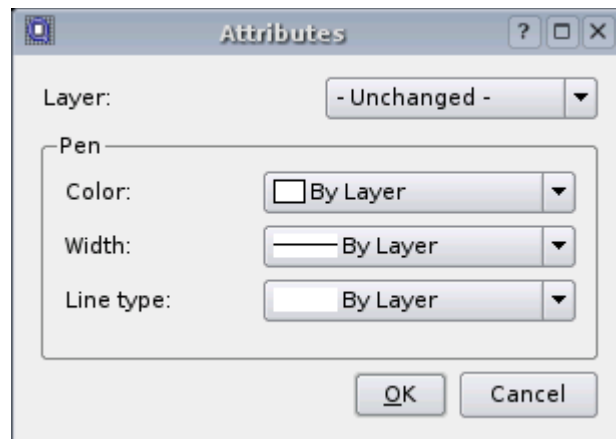 Attributes ?
Layer: - Unchanged -
Pen
Color: By Layer
Width: By Layer
Line type: By Layer
OK Cancel